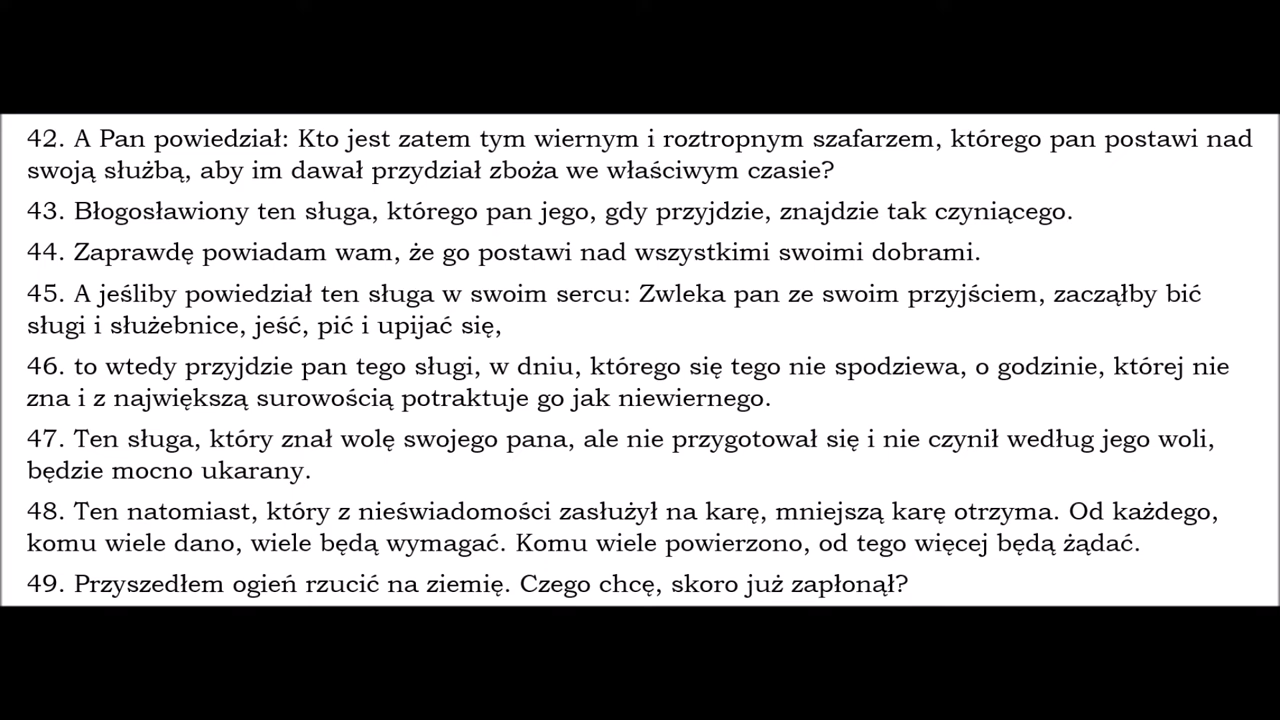 42. A Pan powiedział: Kto jest zatem tym wiernym i roztropnym szafarzem, którego pan postawi nad
swoją służbą, aby im dawał przydział zboża we właściwym czasie?
43. Błogosławiony ten sługa, którego pan jego, gdy przyjdzie, znajdzie tak czyniącego.
44. Zaprawdę powiadam wam, że go postawi nad wszystkimi swoimi dobrami.
45. A jeśliby powiedział ten sługa w swoim sercu: Zwleka pan ze swoim przyjściem, zacząłby bić
sługi i służebnice, jeść, pić i upijać się,
46. to wtedy przyjdzie pan tego sługi, w dniu, którego się tego nie spodziewa, o godzinie, której nie
zna i z największą surowością potraktuje go jak niewiernego.
47. Ten sługa, który znał wolę swojego pana, ale nie przygotował się i nie czynił według jego woli,
będzie mocno ukarany.
48. Ten natomiast, który z nieświadomości zasłużył na karę, mniejszą karę otrzyma. Od każdego,
komu wiele dano, wiele będą wymagać. Komu wiele powierzono, od tego więcej będą żądać.
49. Przyszedłem ogień rzucić na ziemię. Czego chcę, skoro już zapłonął?